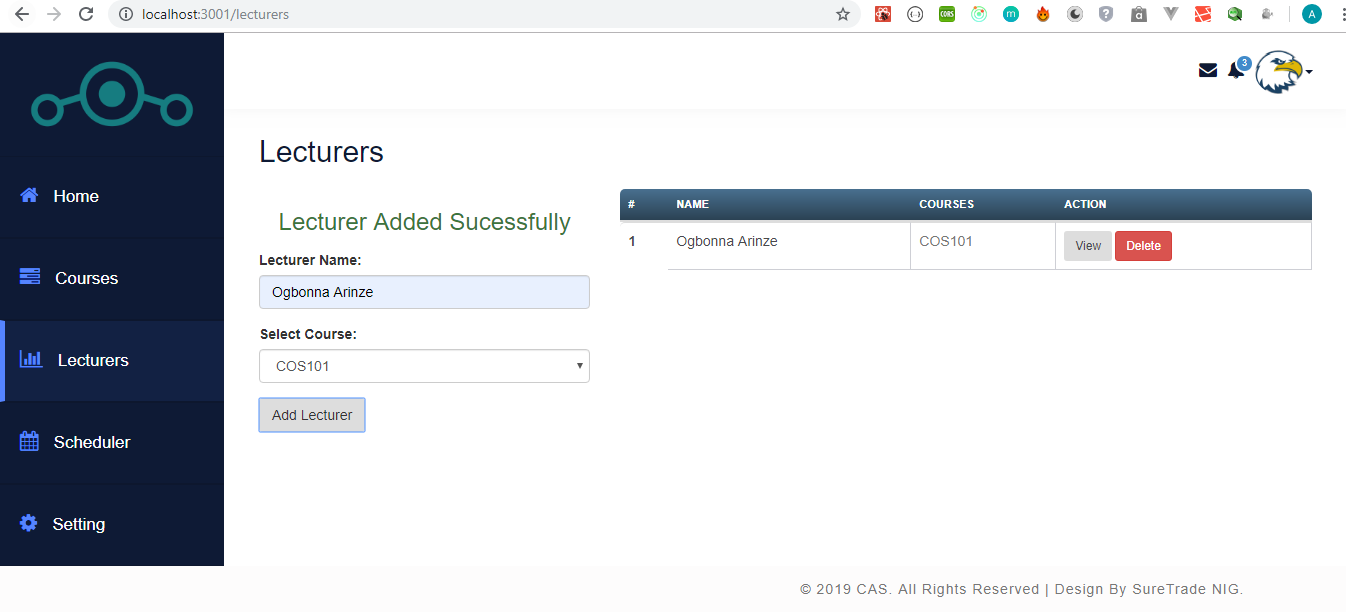 localhost:3001/lecturers
CORS
m
a
A
3
Lecturers
Home
Courses
Lecturers
Scheduler
Setting
Lecturer Added Sucessfully
Lecturer Name:
Ogbonna Arinze
Select Course:
COS101
Add Lecturer
# NAME COURSES ACTION
1 Ogbonna Arinze COS101 View Delete
© 2019 CAS. All Rights Reserved | Design By SureTrade NIG.